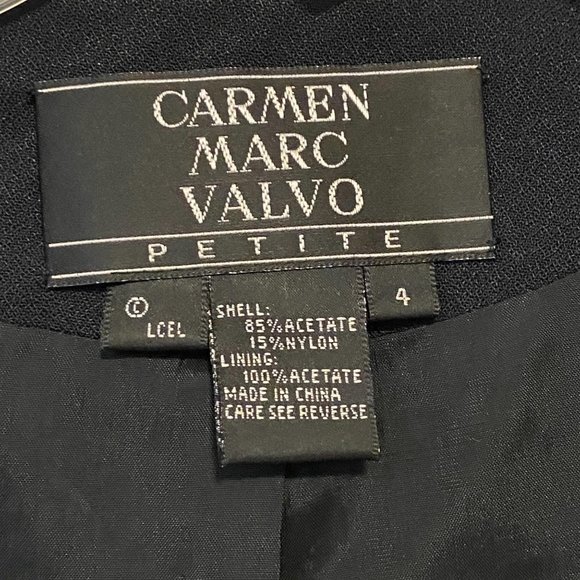 CARMEN
MARC
VALVO
PETITE
©
LCEL
SHELL:
85% ACETATE
15% NYLON
LINING:
100% ACETATE
MADE IN CHINA
CARE SEE REVERSE
4